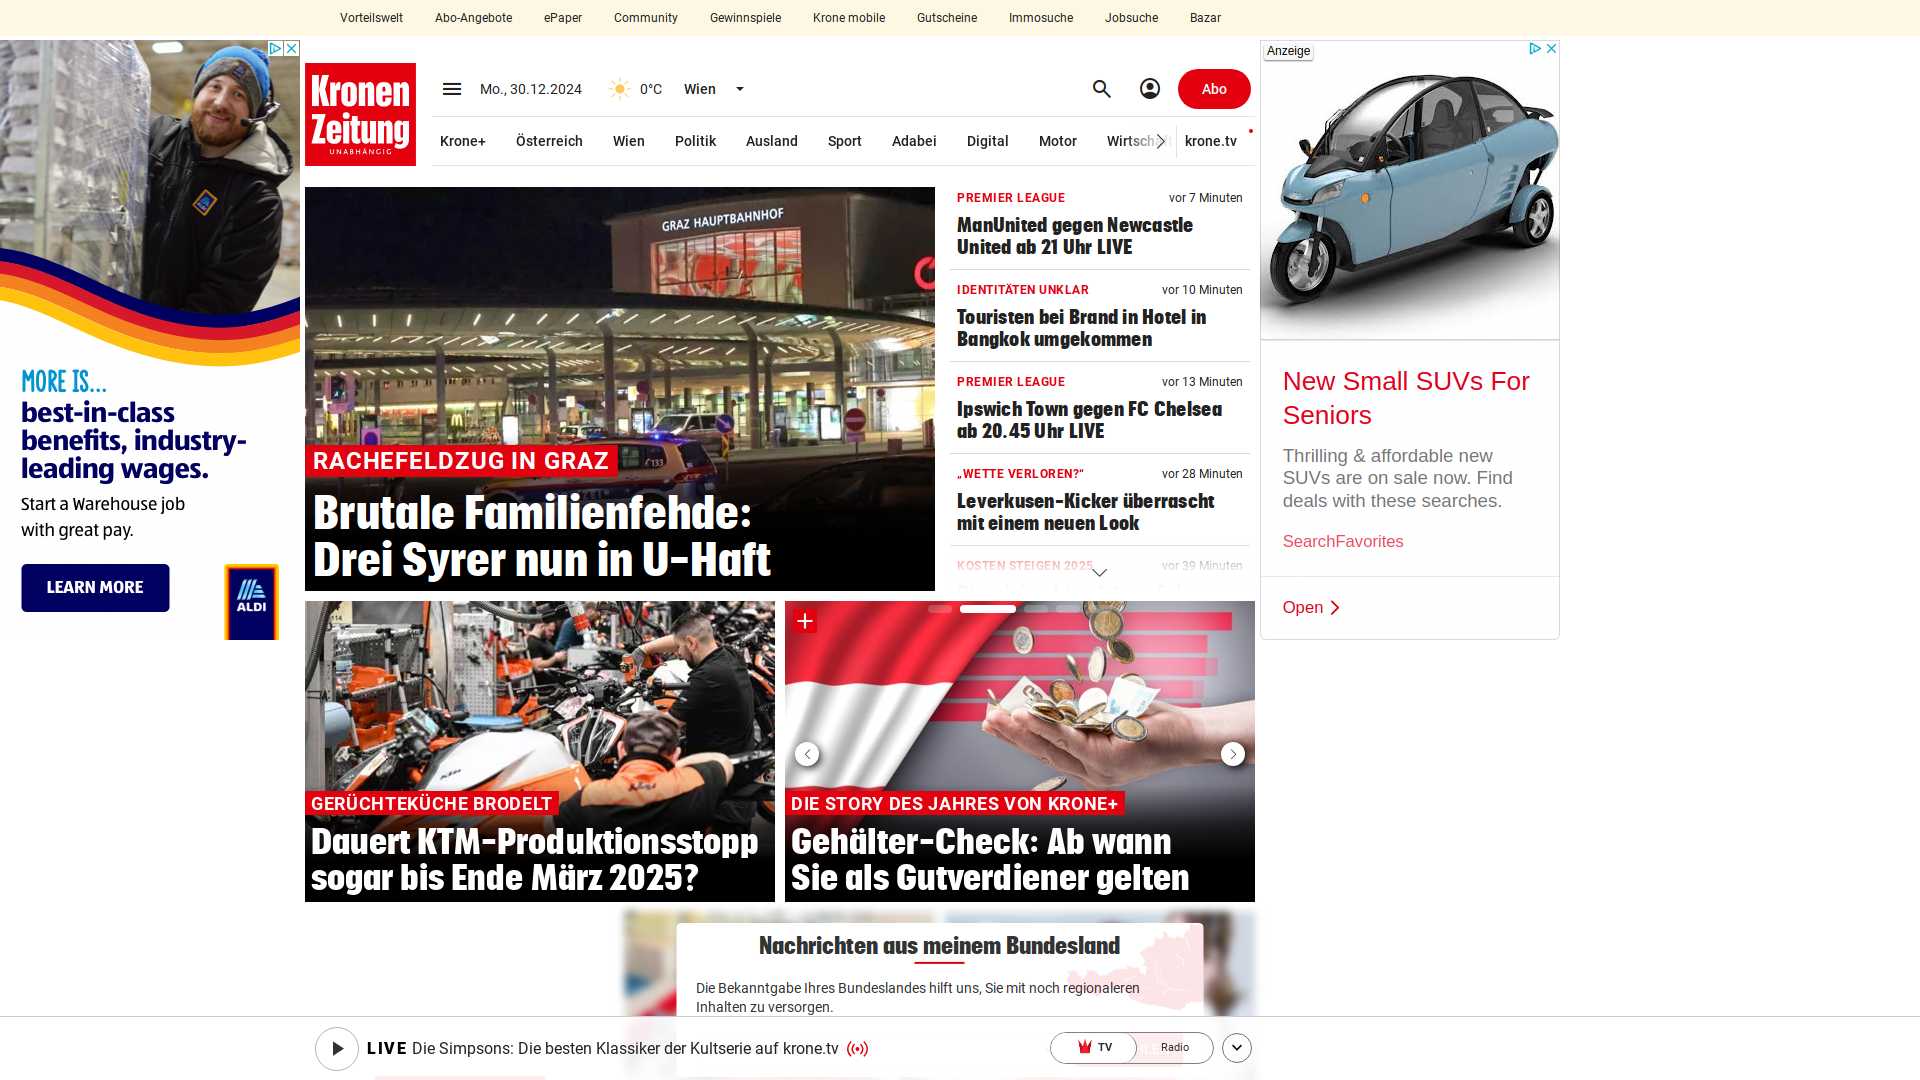 Vorteilswelt
Abo-Angebote
ePaper
Community
Gewinnspiele
Krone mobile
Gutscheine
Immosuche
Jobsuche
Bazar
MORE IS...
best-in-class
benefits, industry-
leading wages.
Start a Warehouse job
with great pay.
LEARN MORE
ALDI
Kronen
Zeitung
UNABHÄNGIG
Mo., 30.12.2024
0°C
Wien
Abo
Krone+
Österreich
Wien
Politik
Ausland
Sport
Adabei
Digital
Motor
Wirtsch
krone.tv
GRAZ HAUPTBAHNHOF
133
RACHEFELDZUG IN GRAZ
Brutale Familienfehde:
Drei Syrer nun in U-Haft
PREMIER LEAGUE
vor 7 Minuten
ManUnited gegen Newcastle
United ab 21 Uhr LIVE
IDENTITÄTEN UNKLAR
vor 10 Minuten
Touristen bei Brand in Hotel in
Bangkok umgekommen
PREMIER LEAGUE
vor 13 Minuten
Ipswich Town gegen FC Chelsea
ab 20.45 Uhr LIVE
„WETTE VERLOREN?“
vor 28 Minuten
Leverkusen-Kicker überrascht
mit einem neuen Look
KOSTEN STEIGEN 2025
vor 39 Minuten
GERÜCHTEKÜCHE BRODELT
Dauert KTM-Produktionsstopp
sogar bis Ende März 2025?
DIE STORY DES JAHRES VON KRONE+
Gehälter-Check: Ab wann
Sie als Gutverdiener gelten
Anzeige
New Small SUVs For
Seniors
Thrilling & affordable new
SUVs are on sale now. Find
deals with these searches.
SearchFavorites
Open
Nachrichten aus meinem Bundesland
Die Bekanntgabe Ihres Bundeslandes hilft uns, Sie mit noch regionaleren
Inhalten zu versorgen.
LIVE Die Simpsons: Die besten Klassiker der Kultserie auf krone.tv
TV
Radio